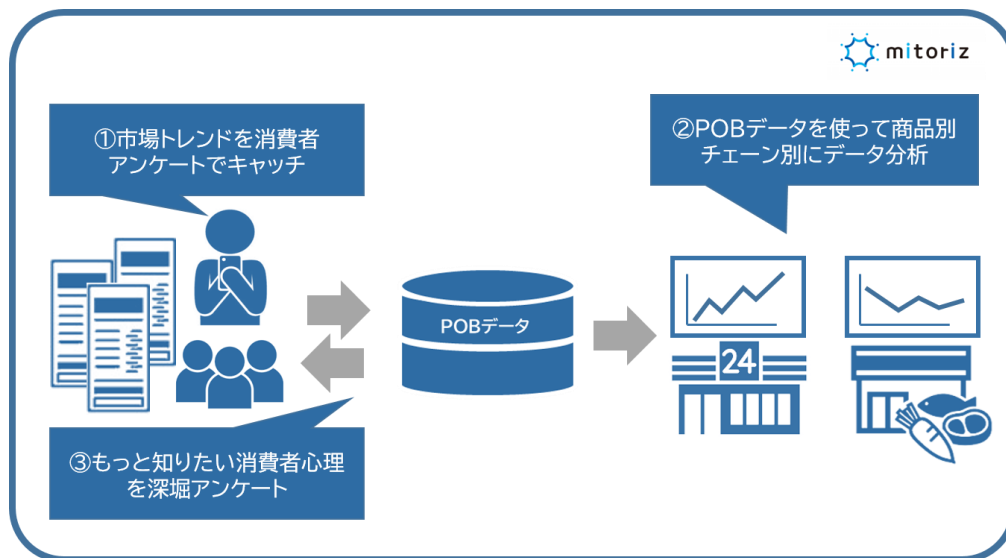 mitoriz
①市場トレンドを消費者
アンケートでキャッチ
②POBデータを使って商品別
チェーン別にデータ分析
POBデータ
24
③もっと知りたい消費者心理
を深堀アンケート